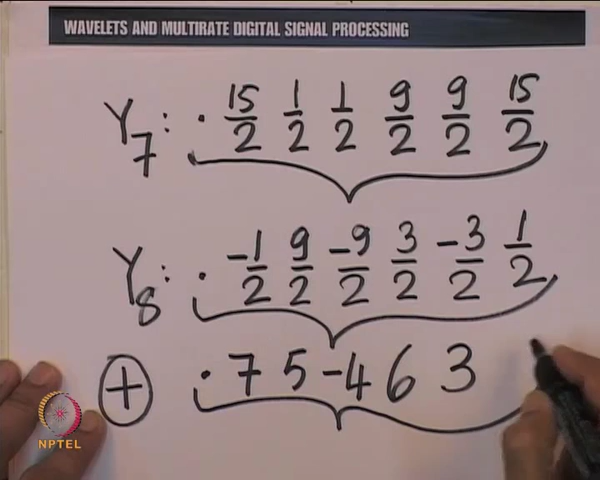 WAVELETS AND MULTIRATE DIGITAL SIGNAL PROCESSING
Y7: · 15/2 1/2 1/2 9/2 9/2 15/2
Y8: · -1/2 9/2 -9/2 3/2 -3/2 1/2
⊕ · 7 5 -4 6 3
NPTEL